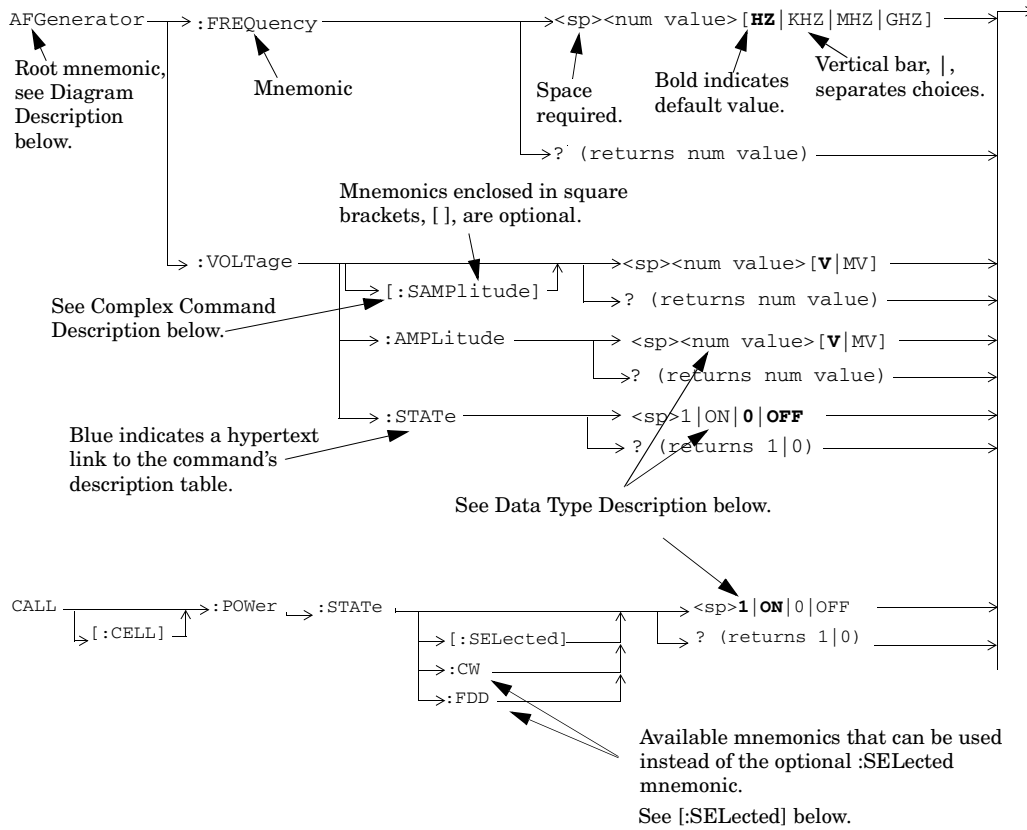 AFGenerator :FREQuency <sp><num value>[HZ|KHZ|MHZ|GHZ]
Root mnemonic,
see Diagram
Description
below.
Mnemonic
Space
required.
Bold indicates
default value.
Vertical bar, |,
separates choices.
? (returns num value)
Mnemonics enclosed in square
brackets, [ ], are optional.
:VOLTage <sp><num value>[V|MV]
[:SAMPlitude] ? (returns num value)
See Complex Command
Description below.
:AMPLitude <sp><num value>[V|MV]
? (returns num value)
:STATe <sp>1|ON|0|OFF
? (returns 1|0)
Blue indicates a hypertext
link to the command's
description table.
See Data Type Description below.
CALL :POWer :STATe <sp>1|ON|0|OFF
[:CELL] [:SELected] ? (returns 1|0)
:CW
:FDD
Available mnemonics that can be used
instead of the optional :SELected
mnemonic.
See [:SELected] below.